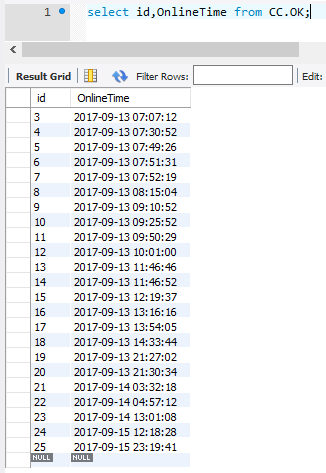 1 select id,OnlineTime from CC.OK;
Result Grid Filter Rows: Edit:
id OnlineTime
3 2017-09-13 07:07:12
4 2017-09-13 07:30:52
5 2017-09-13 07:49:26
6 2017-09-13 07:51:31
7 2017-09-13 07:52:19
8 2017-09-13 08:15:04
9 2017-09-13 09:10:52
10 2017-09-13 09:25:52
11 2017-09-13 09:50:29
12 2017-09-13 10:01:00
13 2017-09-13 11:46:46
14 2017-09-13 11:46:52
15 2017-09-13 12:19:37
16 2017-09-13 13:16:16
17 2017-09-13 13:54:05
18 2017-09-13 14:33:44
19 2017-09-13 21:27:02
20 2017-09-13 21:30:34
21 2017-09-14 03:32:18
22 2017-09-14 04:57:12
23 2017-09-14 13:01:08
24 2017-09-15 12:18:28
25 2017-09-15 23:19:41
NULL NULL